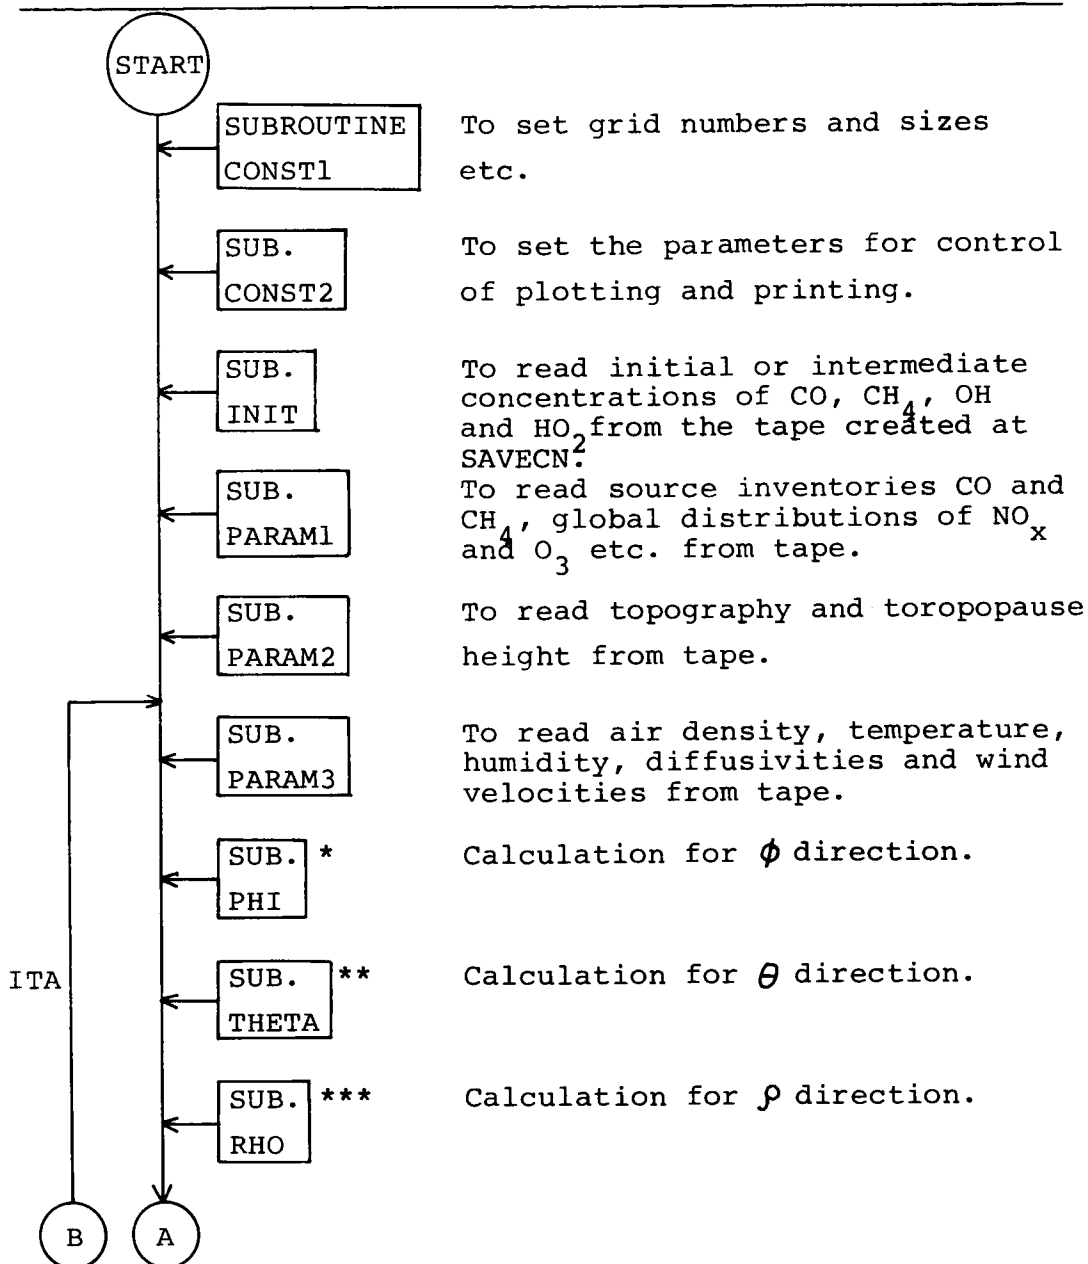 START
SUBROUTINE
CONST1
To set grid numbers and sizes
etc.
SUB.
CONST2
To set the parameters for control
of plotting and printing.
SUB.
INIT
To read initial or intermediate
concentrations of CO, CH4, OH
and HO2 from the tape created at
SAVECN.
SUB.
PARAM1
To read source inventories CO and
CH4, global distributions of NOx
and O3 etc. from tape.
SUB.
PARAM2
To read topography and toropopause
height from tape.
SUB.
PARAM3
To read air density, temperature,
humidity, diffusivities and wind
velocities from tape.
SUB. *
PHI
Calculation for ϕ direction.
ITA
SUB. **
THETA
Calculation for θ direction.
SUB. ***
RHO
Calculation for ρ direction.
B
A